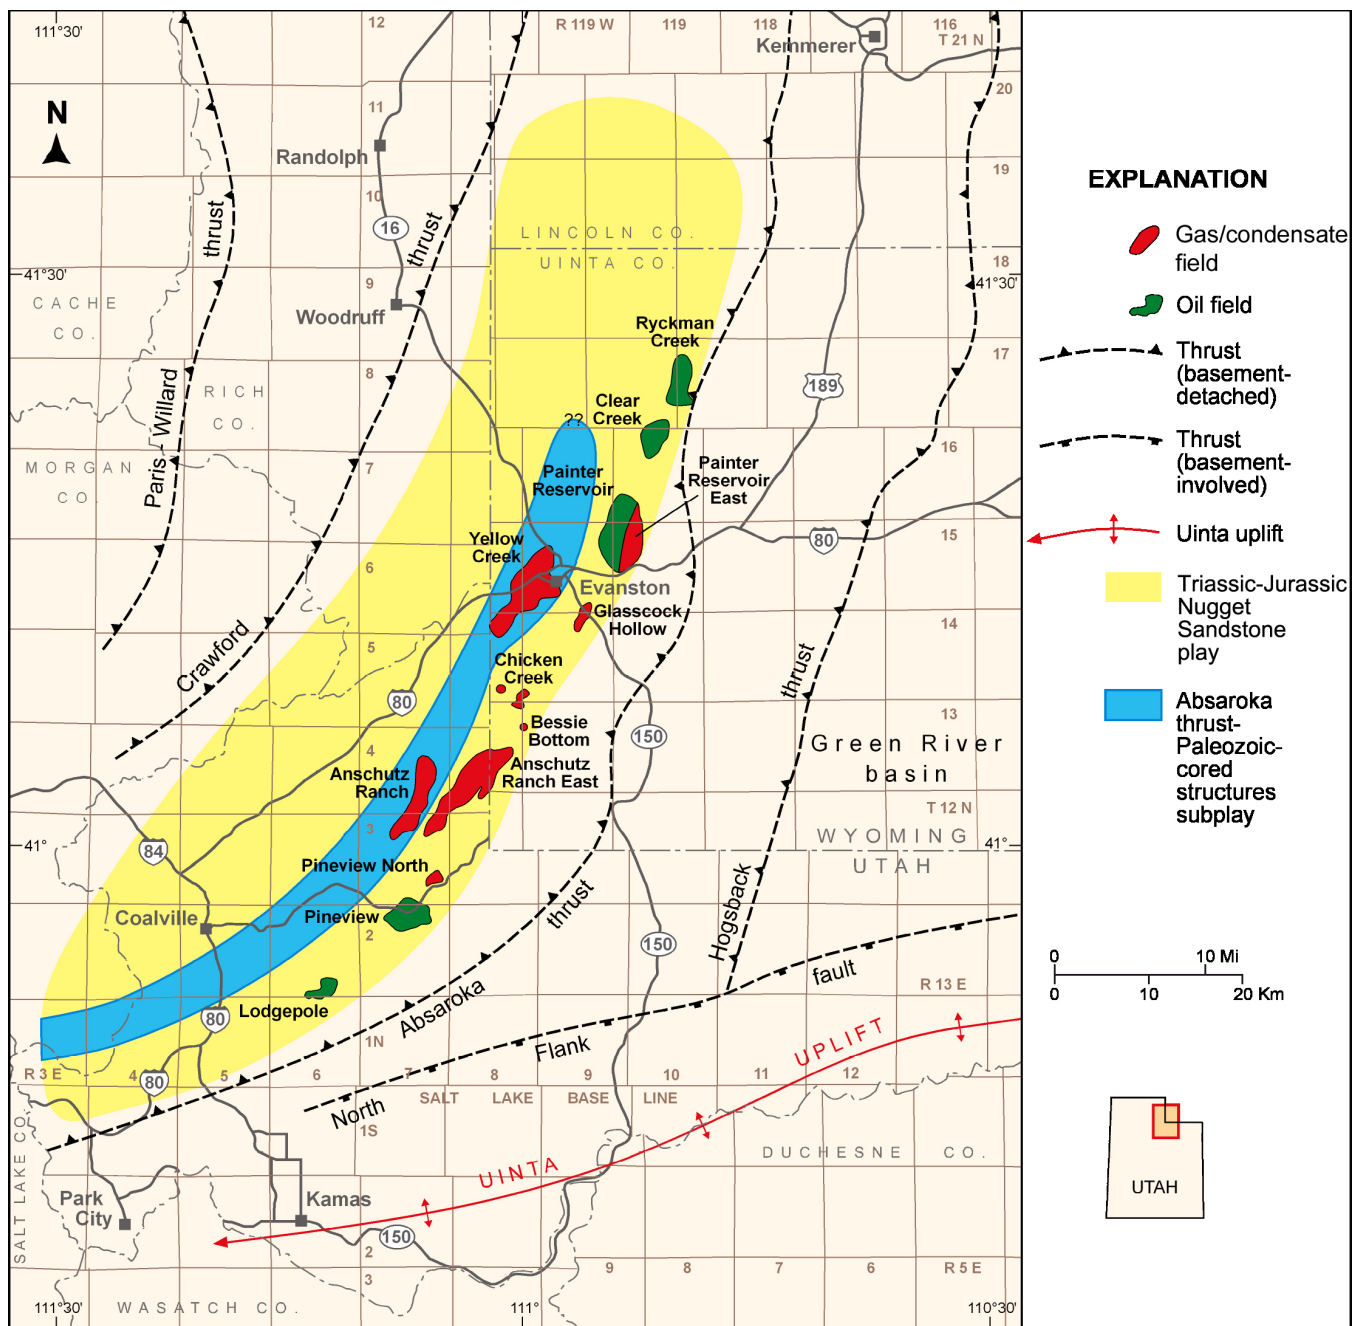 111°30'
12
R 119 W
119
118
116
T 21 N
Kemmerer
20
N
11
Randolph
19
10
thrust
thrust
16
LINCOLN CO.
UINTA CO.
18
41°30'
41°30'
9
CACHE
CO.
Woodruff
Ryckman
Creek
17
8
189
RICH
CO.
Clear
Creek
??
16
Paris - Willard
MORGAN
CO.
7
Painter
Reservoir
Painter
Reservoir
East
15
80
Yellow
Creek
6
Evanston
Glasscock
Hollow
14
Crawford
5
Chicken
Creek
thrust
80
13
Bessie
Bottom
150
Green River
basin
4
Anschutz
Ranch
Anschutz
Ranch East
T 12 N
3
WYOMING
41°
41°
84
UTAH
Pineview North
thrust
Hogsback
Coalville
Pineview
2
150
fault
R 13 E
Lodgepole
Absaroka
80
1N
Flank
UPLIFT
R 3 E
4
80
5
6
7
8
9
10
11
12
North
SALT LAKE BASE LINE
1S
SALT LAKE CO.
UINTA
DUCHESNE CO.
Park
City
Kamas
150
2
3
9
8
7
6
R 5 E
WASATCH CO.
111°30'
111°
110°30'
EXPLANATION
Gas/condensate
field
Oil field
Thrust
(basement-
detached)
Thrust
(basement-
involved)
Uinta uplift
Triassic-Jurassic
Nugget
Sandstone
play
Absaroka
thrust-
Paleozoic-
cored
structures
subplay
0
10 Mi
0
10
20 Km
UTAH